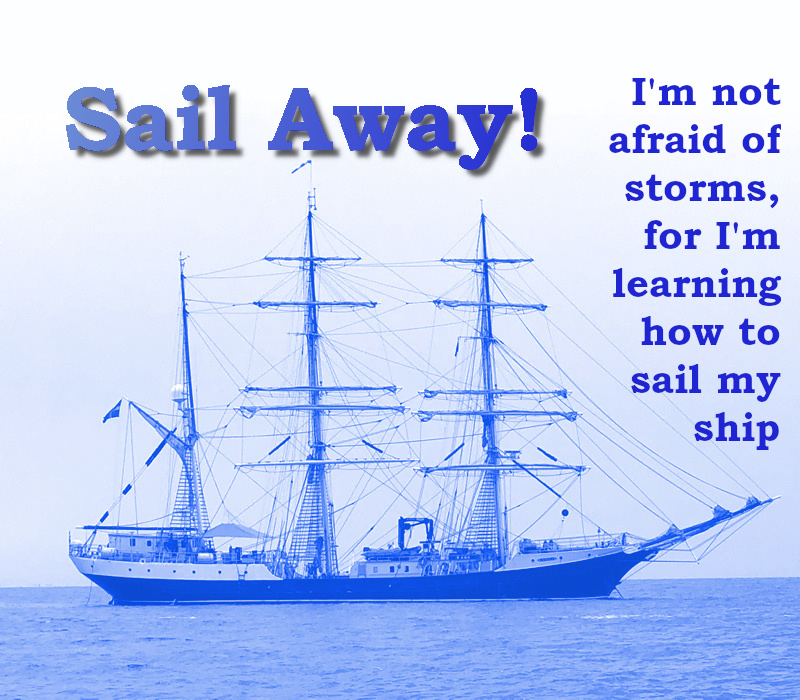 Sail Away!
I'm not
afraid of
storms,
for I'm
learning
how to
sail my
ship